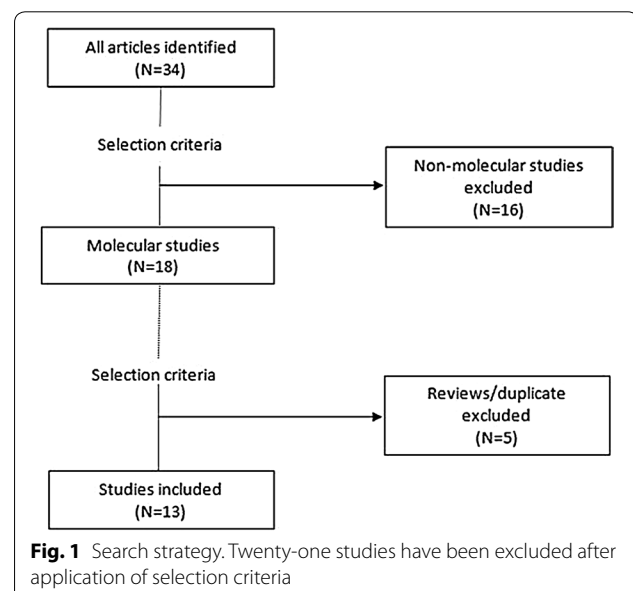 All articles identified
(N=34)
Selection criteria
Non-molecular studies
excluded
(N=16)
Molecular studies
(N=18)
Selection criteria
Reviews/duplicate
excluded
(N=5)
Studies included
(N=13)
Fig. 1 Search strategy. Twenty-one studies have been excluded after
application of selection criteria